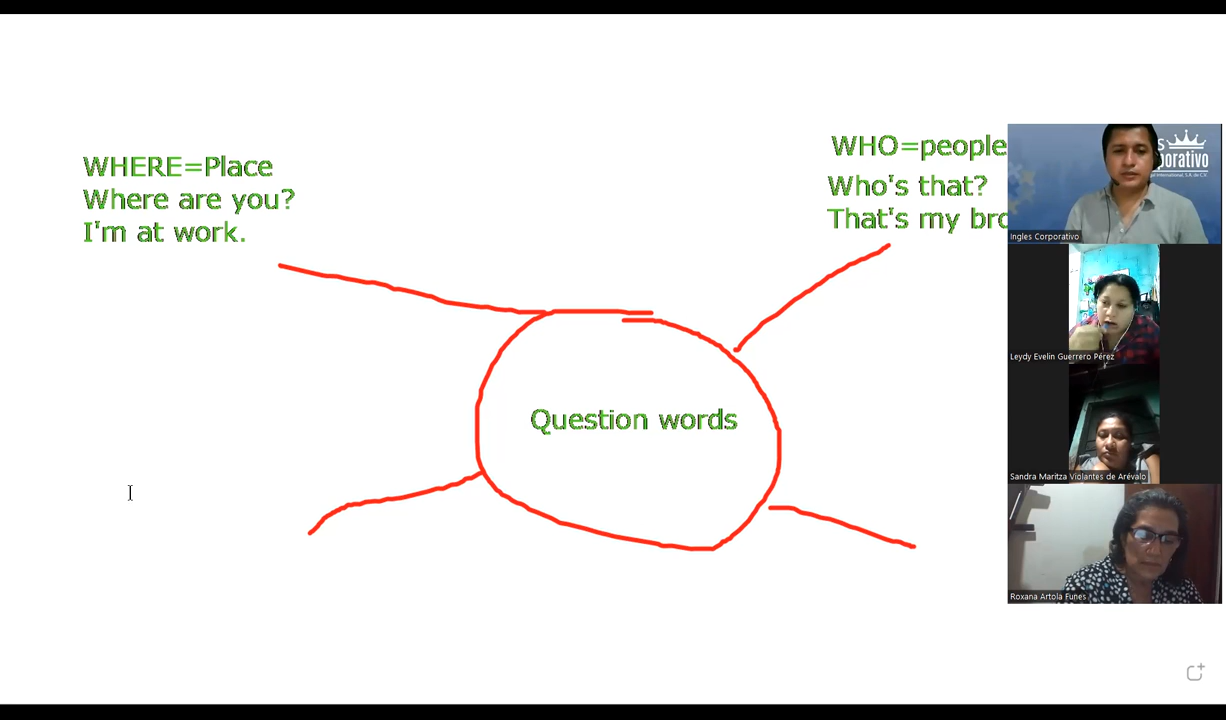 WHERE=Place
Where are you?
I'm at work.
WHO=people
Who's that?
That's my bro
Question words
Ingles Corporativo
Leydy Evelin Guerrero Pérez
Sandra Maritza Violantes de Arévalo
Roxana Artola Funes